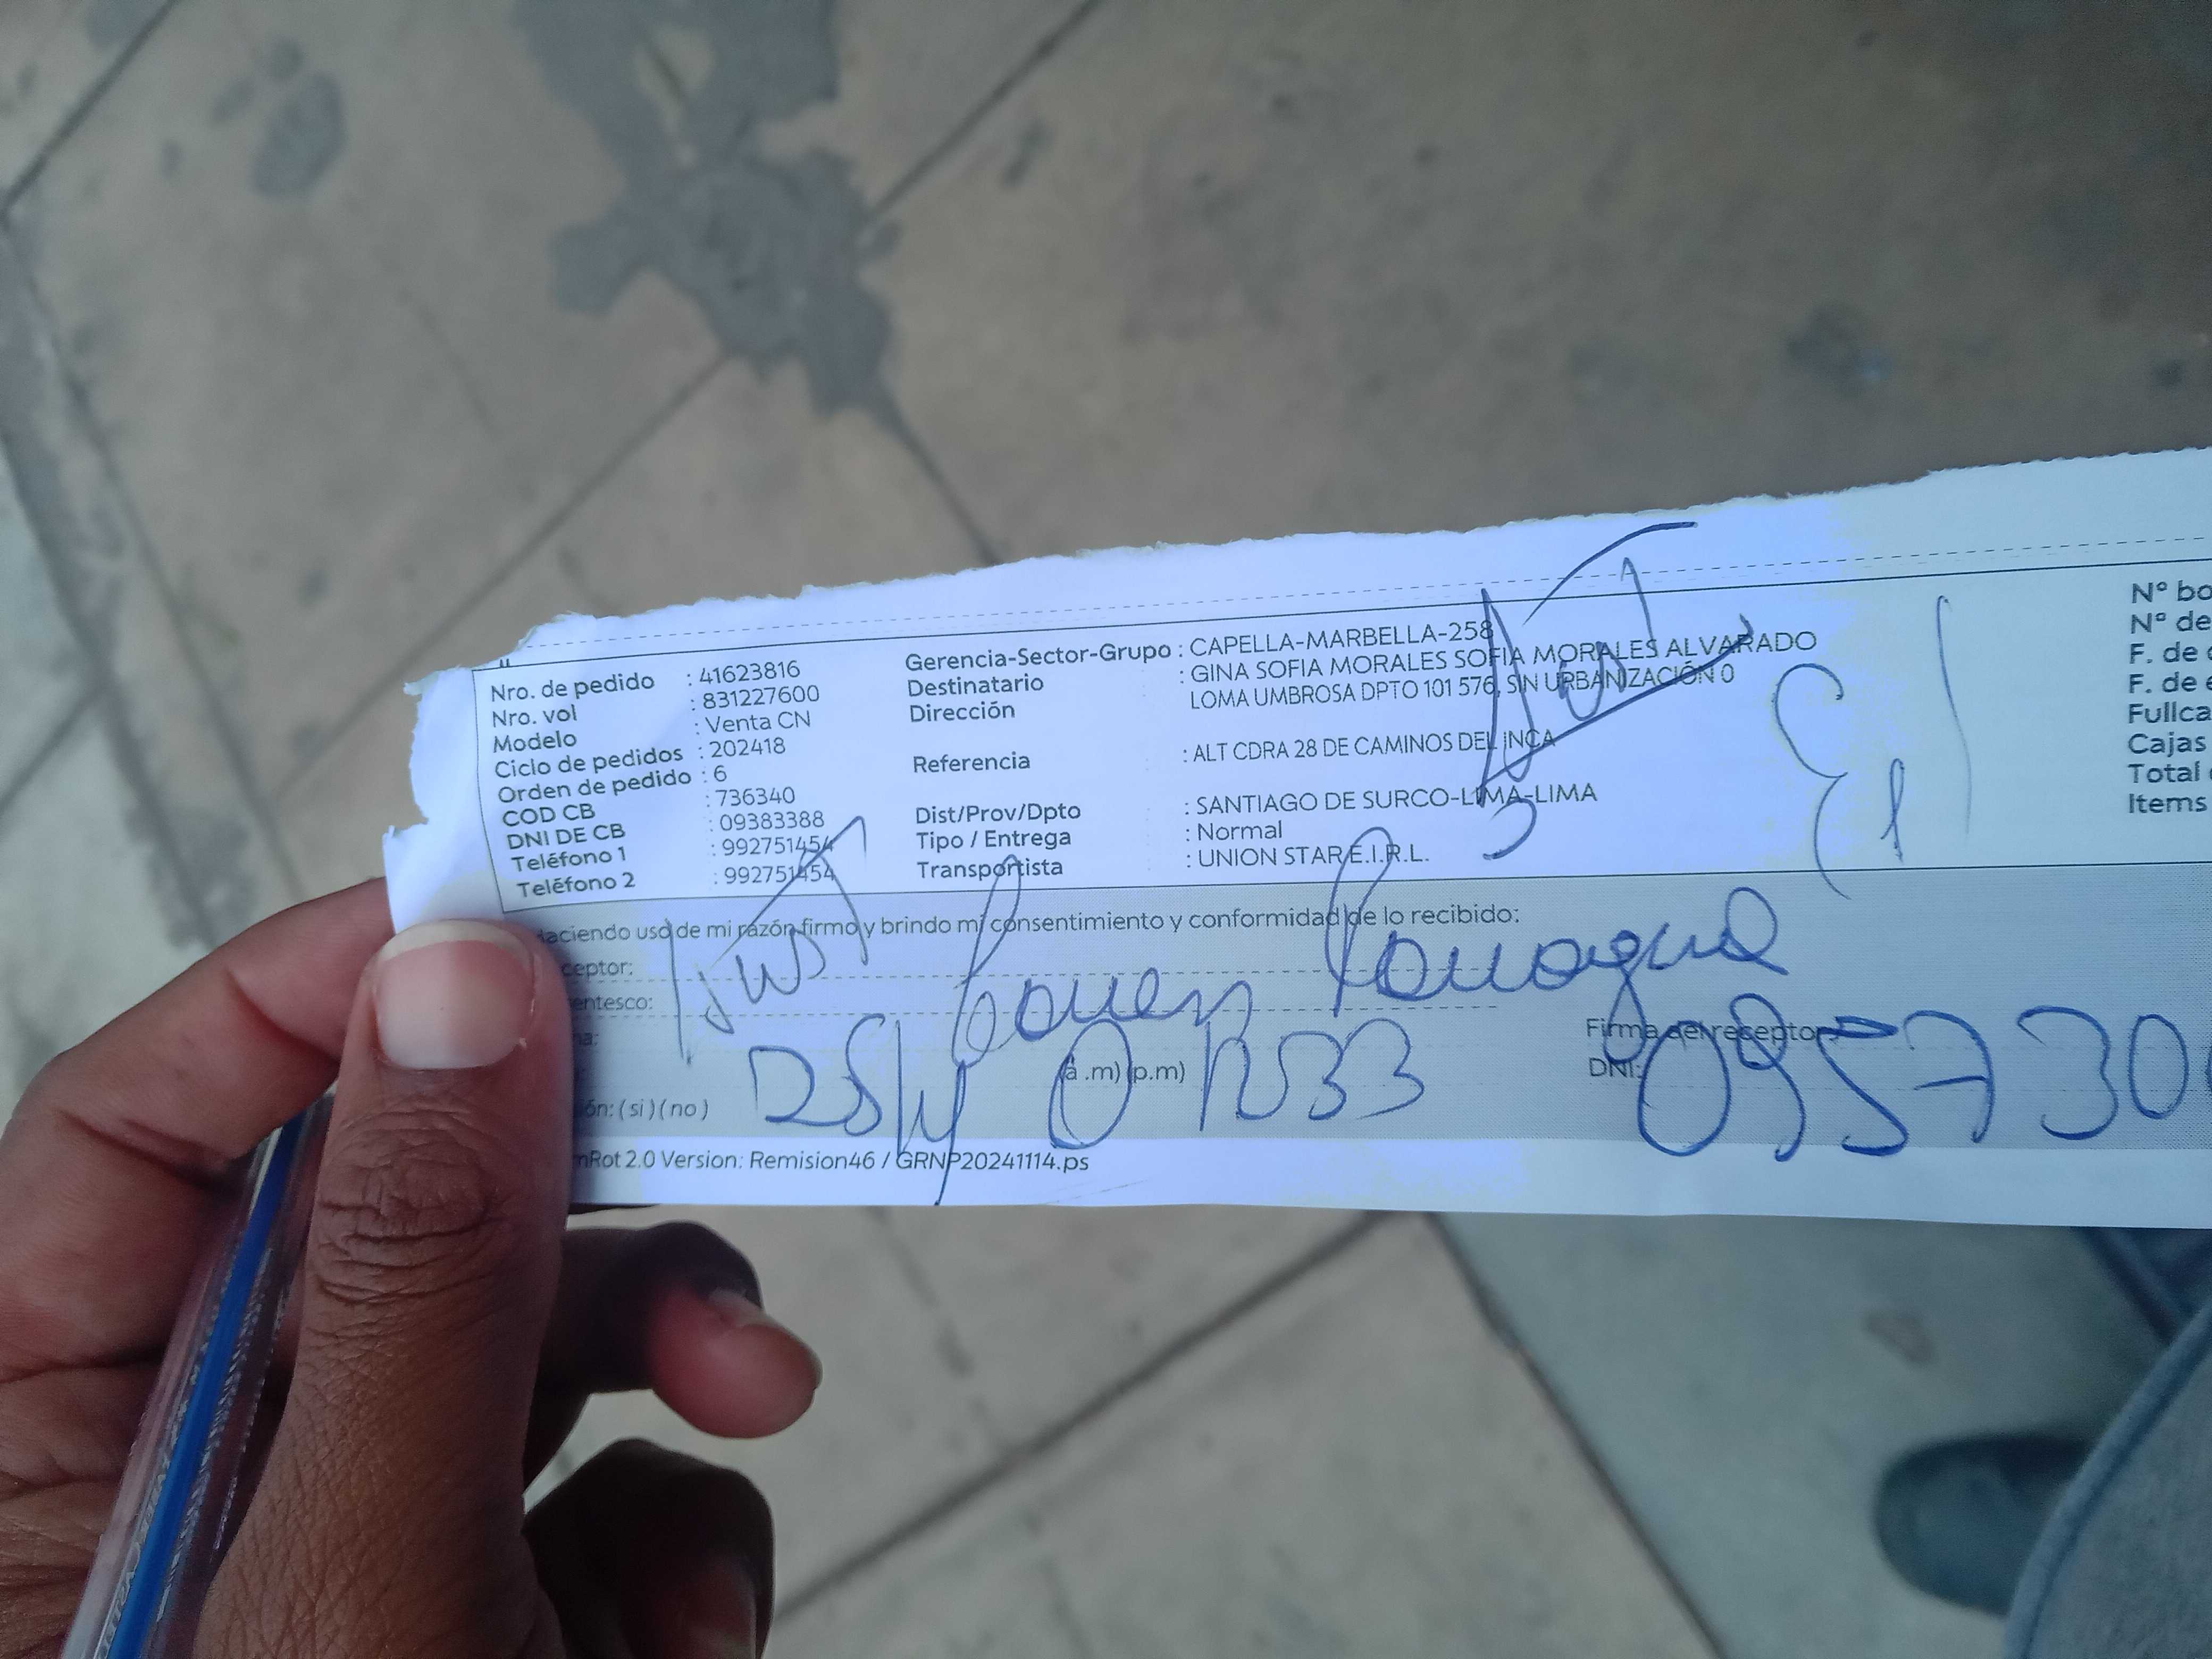 Nro. de pedido : 41623816
Nro. vol : 831227600
Modelo : Venta CN
Ciclo de pedidos : 202418
Orden de pedido : 6
COD CB : 736340
DNI DE CB : 09383388
Teléfono 1 : 992751454
Teléfono 2 : 992751454
Gerencia-Sector-Grupo : CAPELLA-MARBELLA-258
Destinatario : GINA SOFIA MORALES SOFIA MORALES ALVARADO
Dirección LOMA UMBROSA DPTO 101 576, SIN URBANIZACIÓN 0
Referencia : ALT CDRA 28 DE CAMINOS DEL INCA
Dist/Prov/Dpto : SANTIAGO DE SURCO-LIMA-LIMA
Tipo / Entrega : Normal
Transportista : UNION STAR E.I.R.L.
N° bo
N° de
F. de
F. de e
Fullca
Cajas
Total
Items
aciendo uso de mi razón firmo y brindo mi consentimiento y conformidad de lo recibido:
ceptor:
entesco:
Firma del receptor
(a .m) (p.m)
DNI: 095730
ón: (si) (no)
nRot 2.0 Version: Remision46 / GRNP20241114.ps